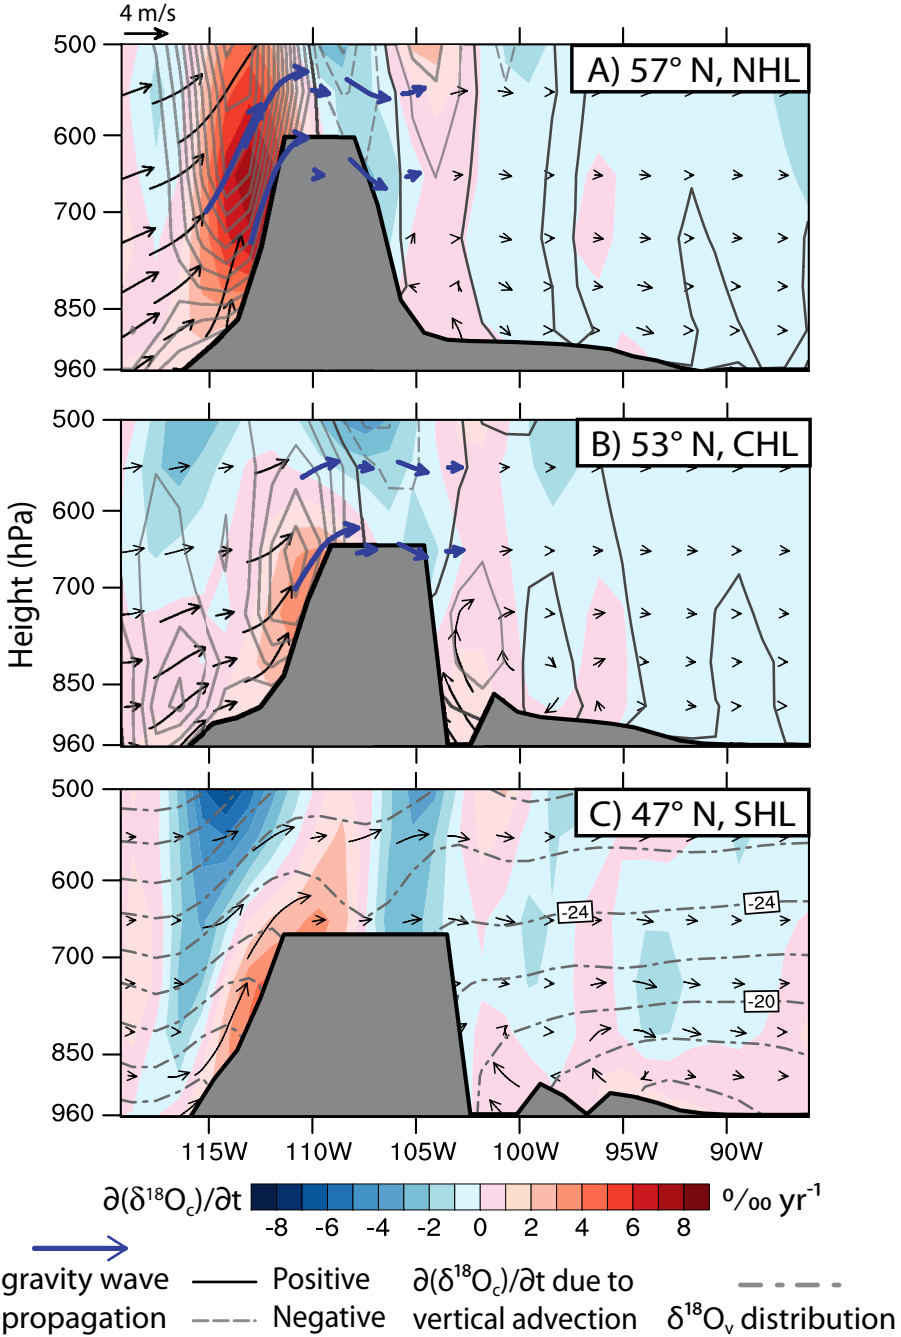 4 m/s
500
A) 57° N, NHL
600
700
850
960
500
B) 53° N, CHL
600
700
850
960
Height (hPa)
500
C) 47° N, SHL
600
-24
-24
700
-20
850
960
115W 110W 105W 100W 95W 90W
∂(δ¹⁸O꜀)/∂t
‰ yr⁻¹
-8 -6 -4 -2 0 2 4 6 8
gravity wave Positive ∂(δ¹⁸O꜀)/∂t due to
propagation Negative vertical advection δ¹⁸Oᵥ distribution